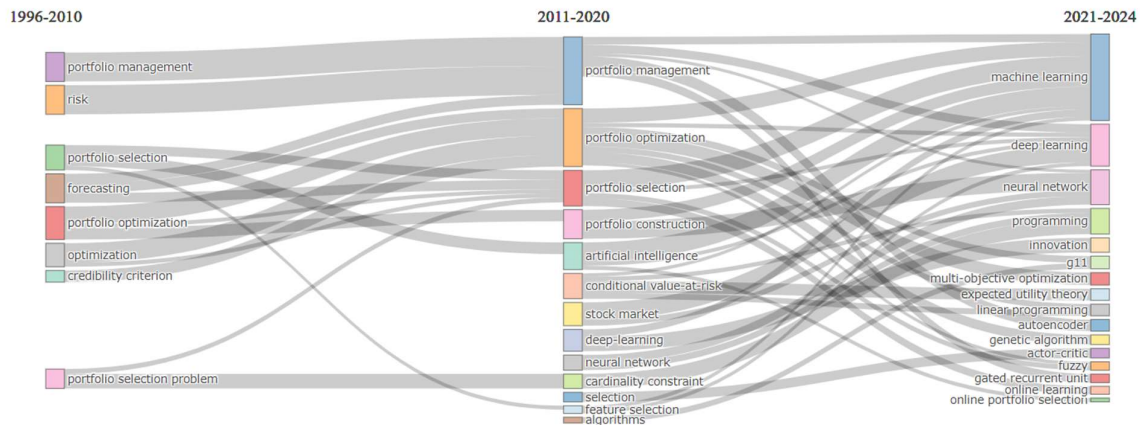 1996-2010
2011-2020
2021-2024
portfolio management
risk
portfolio selection
forecasting
portfolio optimization
optimization
credibility criterion
portfolio selection problem
portfolio management
portfolio optimization
portfolio selection
portfolio construction
artificial intelligence
conditional value-at-risk
stock market
deep-learning
neural network
cardinality constraint
selection
feature selection
algorithms
machine learning
deep learning
neural network
programming
innovation
g11
multi-objective optimization
expected utility theory
linear programming
autoencoder
genetic algorithm
actor-critic
fuzzy
gated recurrent unit
online learning
online portfolio selection